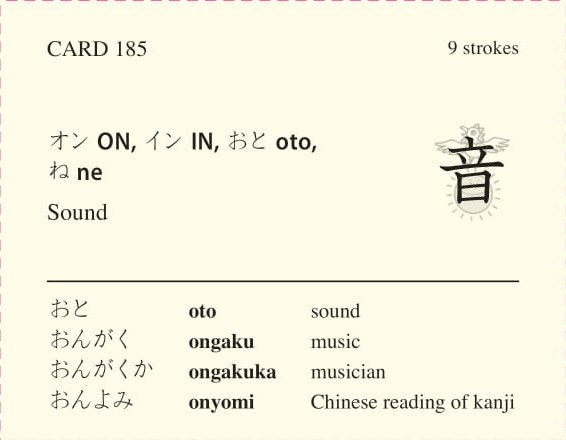 CARD 185
9 strokes
オン ON, イン IN, おと oto,
ね ne
音
Sound
おと oto sound
おんがく ongaku music
おんがくか ongakuka musician
おんよみ onyomi Chinese reading of kanji